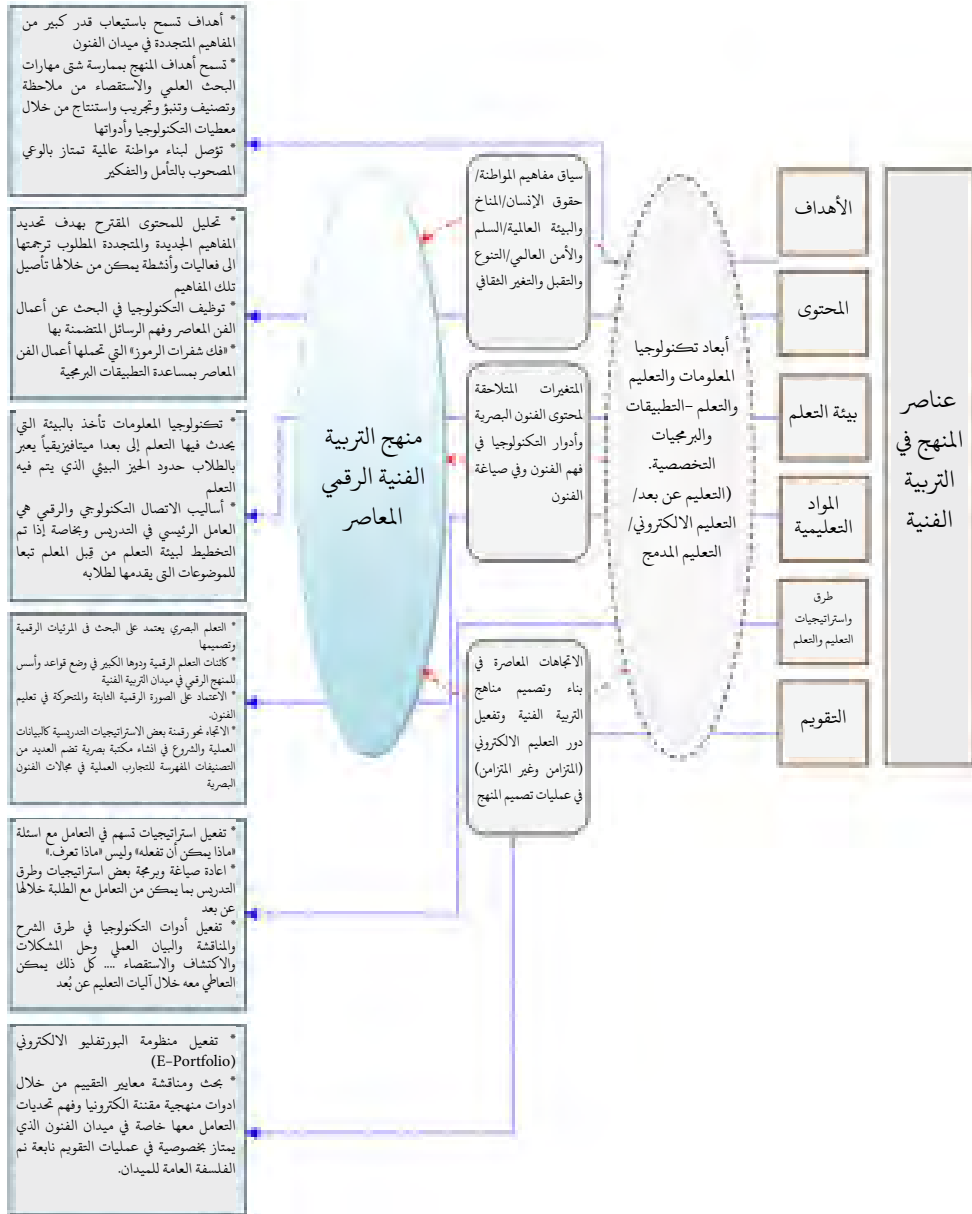 عناصر
المنهج في
التربية
الفنية
الأهداف
المحتوى
بيئة التعلم
المواد
التعليمية
طرق
واستراتيجيات
التعليم والتعلم
التقويم
أبعاد تكنولوجيا
المعلومات والتعليم
والتعلم -التطبيقات
والبرمجيات
التخصصية.
(التعليم عن بعد/
التعليم الالكتروني/
التعليم المدمج
سياق مفاهيم المواطنة/
حقوق الإنسان/المناخ
والبيئة العالمية/السلم
والأمن العالمي/التنوع
والتقبل والتغير الثقافي
المتغيرات المتلاحقة
لمحتوى الفنون البصرية
وأدوار التكنولوجيا في
فهم الفنون وفي صياغة
الفنون
الاتجاهات المعاصرة في
بناء وتصميم مناهج
التربية الفنية وتفعيل
دور التعليم الالكتروني
(المتزامن وغير المتزامن)
في عمليات تصميم المنهج
منهج التربية
الفنية الرقمي
المعاصر
* أهداف تسمح باستيعاب قدر كبير من
المفاهيم المتجددة في ميدان الفنون
* تسمح أهداف المنهج بممارسة شتى مهارات
البحث العلمي والاستقصاء من ملاحظة
وتصنيف وتنبؤ وتجريب واستنتاج من خلال
معطيات التكنولوجيا وأدواتها
* تؤصل لبناء مواطنة عالمية تمتاز بالوعي
المصحوب بالتأمل والتفكير
* تحليل للمحتوى المقترح بهدف تحديد
المفاهيم الجديدة والمتجددة المطلوب ترجمتها
الى فعاليات وأنشطة يمكن من خلالها تأصيل
تلك المفاهيم
* توظيف التكنولوجيا في البحث عن أعمال
الفن المعاصر وفهم الرسائل المتضمنة بها
* «فك شفرات الرموز» التي تحملها أعمال الفن
المعاصر بمساعدة التطبيقات البرمجية
* تكنولوجيا المعلومات تأخذ بالبيئة التي
يحدث فيها التعلم إلى بعدا ميتافيزيقياً يعبر
بالطلاب حدود الحيز البيئي الذي يتم فيه
التعلم
* أساليب الاتصال التكنولوجي والرقمي هي
العامل الرئيسي في التدريس وبخاصة إذا تم
التخطيط لبيئة التعلم من قِبل المعلم تبعا
للموضوعات التى يقدمها لطلابه
* التعلم البصري يعتمد على البحث فى المرئيات الرقمية
وتصميمها
* كائنات التعلم الرقمية ودوها الكبير في وضع قواعد وأسس
للمنهج الرقمي في ميدان التربية الفنية
* الاعتماد على الصورة الرقمية الثابتة والمتحركة في تعليم
الفنون.
* الاتجاه نحو رقمنة بعض الاستراتيجيات التدريسية كالبيانات
العملية والشروع في انشاء مكتبة بصرية تضم العديد من
التصنيفات المفهرسة للتجارب العملية في مجالات الفنون
البصرية
* تفعيل استراتيجيات تسهم في التعامل مع اسئلة
«ماذا يمكن أن تفعله» وليس «ماذا تعرف.»
* اعادة صياغة وبرمجة بعض استراتيجيات وطرق
التدريس بما يمكن من التعامل مع الطلبة خلالها
عن بعد
* تفعيل أدوات التكنولوجيا في طرق الشرح
والمناقشة والبيان العملي وحل المشكلات
والاكتشاف والاستقصاء .... كل ذلك يمكن
التعاطي معه خلال آليات التعليم عن بُعد
* تفعيل منظومة البورتفليو الالكتروني
(E-Portfolio)
* بحث ومناقشة معايير التقييم من خلال
ادوات منهجية مقننة الكترونيا وفهم تحديات
التعامل معها خاصة في ميدان الفنون الذي
يمتاز بخصوصية في عمليات التقويم نابعة نم
الفلسفة العامة للميدان.